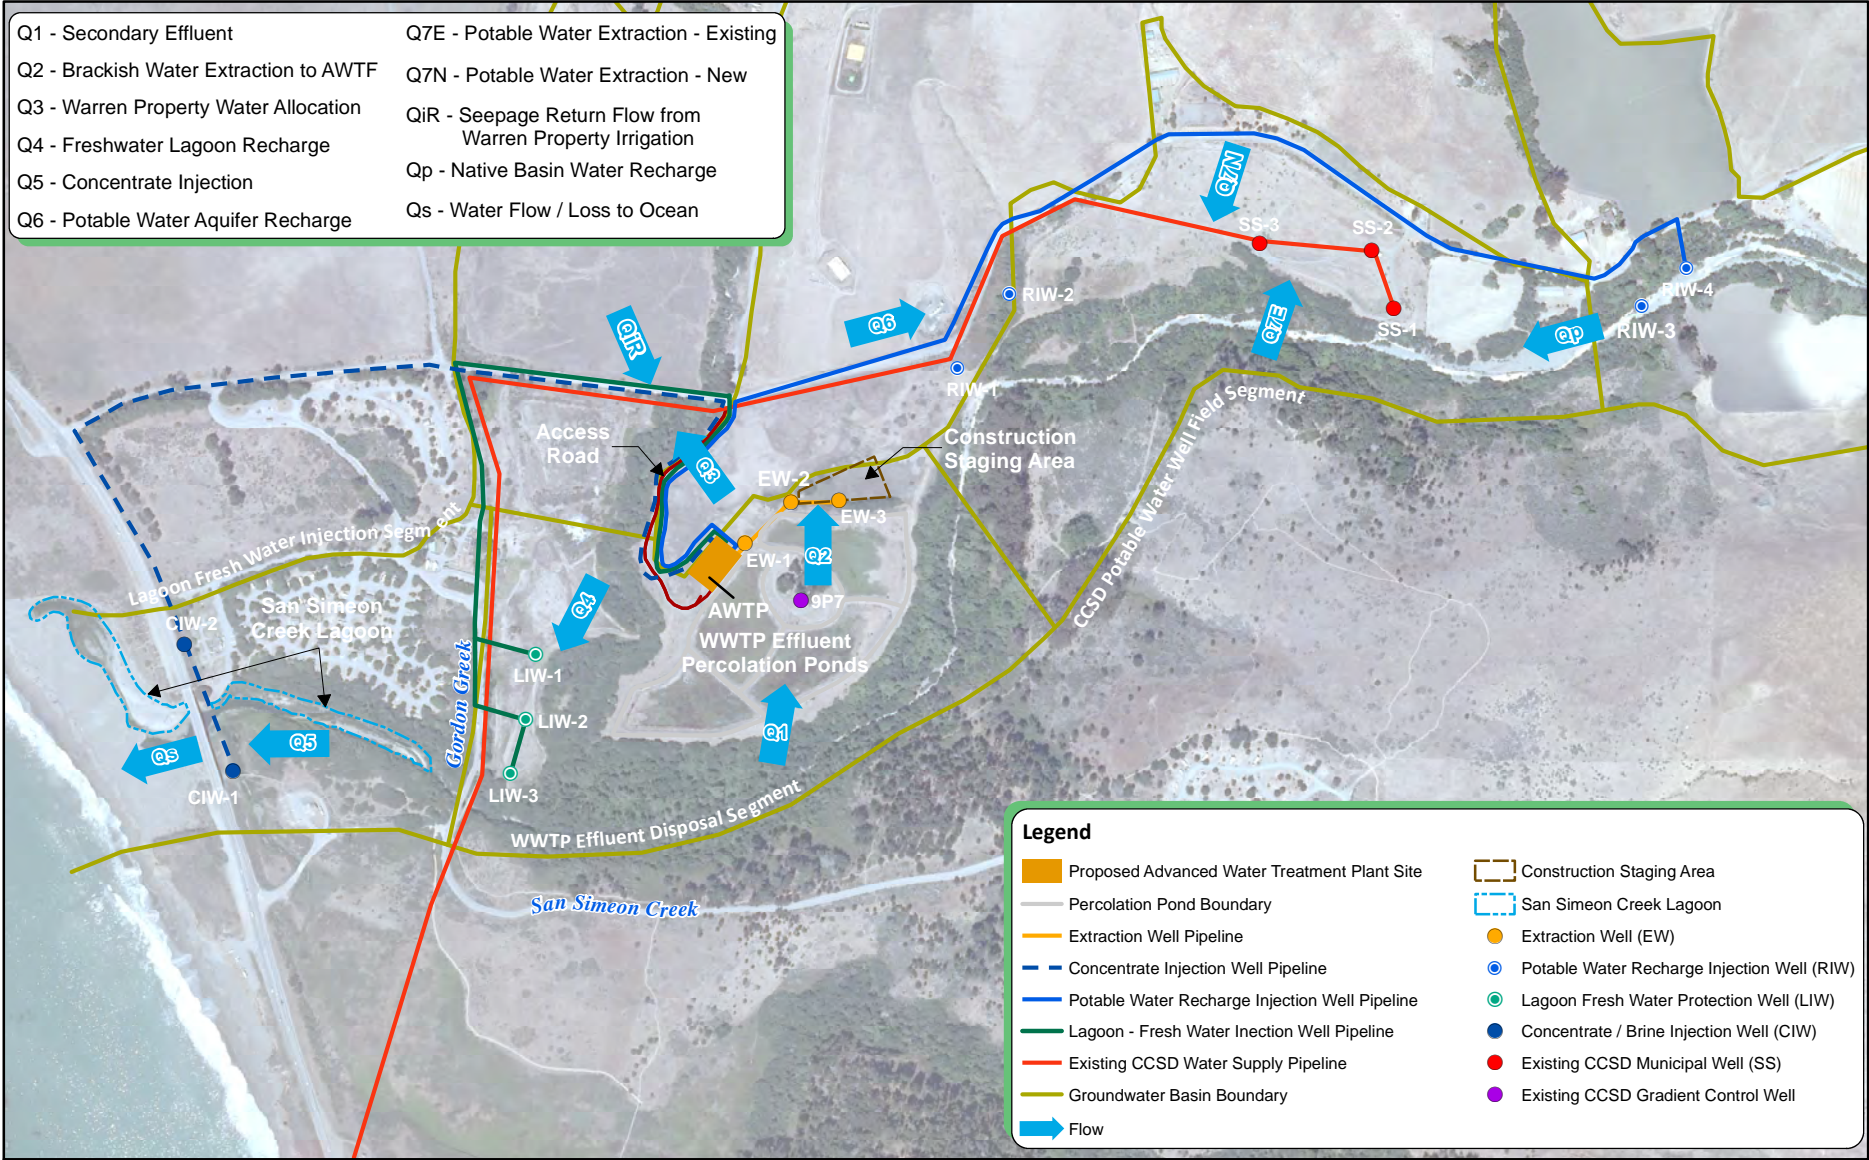 Q1 - Secondary Effluent
Q2 - Brackish Water Extraction to AWTF
Q3 - Warren Property Water Allocation
Q4 - Freshwater Lagoon Recharge
Q5 - Concentrate Injection
Q6 - Potable Water Aquifer Recharge
Q7E - Potable Water Extraction - Existing
Q7N - Potable Water Extraction - New
QiR - Seepage Return Flow from
Warren Property Irrigation
Qp - Native Basin Water Recharge
Qs - Water Flow / Loss to Ocean
Q7N
SS-3
SS-2
SS-1
RIW-4
RIW-3
RIW-2
RIW-1
Q7E
Qp
Q6
QiR
Access
Road
Q3
Construction
Staging Area
EW-2
EW-3
EW-1
Q2
9P7
AWTP
WWTP Effluent
Percolation Ponds
Q1
Q4
CCSD Potable Water Well Field Segment
Lagoon Fresh Water Injection Segment
San Simeon
Creek Lagoon
CIW-2
CIW-1
Q5
Qs
Gordon Greek
LIW-1
LIW-2
LIW-3
WWTP Effluent Disposal Segment
San Simeon Creek
Legend
Proposed Advanced Water Treatment Plant Site
Percolation Pond Boundary
Extraction Well Pipeline
Concentrate Injection Well Pipeline
Potable Water Recharge Injection Well Pipeline
Lagoon - Fresh Water Inection Well Pipeline
Existing CCSD Water Supply Pipeline
Groundwater Basin Boundary
Flow
Construction Staging Area
San Simeon Creek Lagoon
Extraction Well (EW)
Potable Water Recharge Injection Well (RIW)
Lagoon Fresh Water Protection Well (LIW)
Concentrate / Brine Injection Well (CIW)
Existing CCSD Municipal Well (SS)
Existing CCSD Gradient Control Well